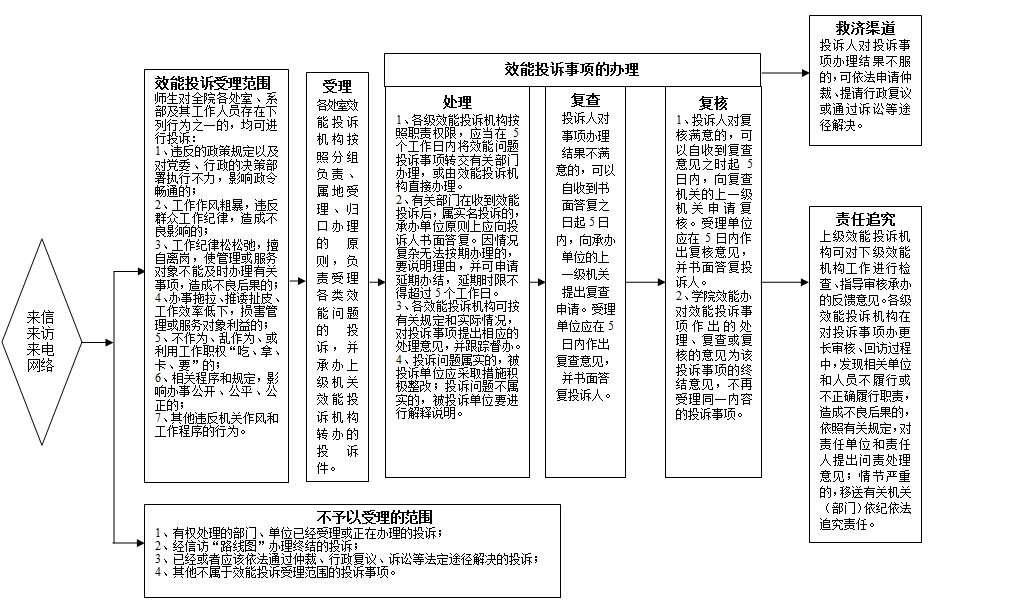 来信
来访
来电
网络
效能投诉受理范围
师生对全院各处室、系
部及其工作人员存在下
列行为之一的，均可进
行投诉：
1、违反的政策规定以及
对党委、行政的决策部
署执行不力，影响政令
畅通的；
2、工作作风粗暴，违反
群众工作纪律，造成不
良影响的；
3、工作纪律松松弛，擅
自离岗，使管理或服务
对象不能及时办理有关
事项，造成不良后果的；
4、办事拖拉、推诿扯皮、
工作效率低下，损害管
理或服务对象利益的；
5、不作为、乱作为、或
利用工作职权“吃、拿、
卡、要”的；
6、相关程序和规定，影
响办事公开、公平、公
正的；
7、其他违反机关作风和
工作程序的行为。
受理
各处室效
能投诉
机构按
照分组
负责、
属地受
理、归
口办理
的原
则，负
责受理
各类效
能问题
的投
诉，并
承办上
级机关
效能投
诉机构
转办的
投诉
件。
效能投诉事项的办理
处理
1、各级效能投诉机构按
照职责权限，应当在 5
个工作日内将效能问题
投诉事项转交有关部门
办理，或由效能投诉机
构直接办理。
2、有关部门在收到效能
投诉后，属实名投诉的，
承办单位原则上应向投
诉人书面答复。因情况
复杂无法按期办理的，
要说明理由，并可申请
延期办结，延期时限不
得超过 5 个工作日。
3、各效能投诉机构可按
有关规定和实际情况，
对投诉事项提出相应的
处理意见，并跟踪督办。
4、投诉问题属实的，被
投诉单位应采取措施积
极整改；投诉问题不属
实的，被投诉单位要进
行解释说明。
复查
投诉人对
事项办理
结果不满
意的，可以
自收到书
面答复之
日起 5 日
内，向承办
单位的上
一级机关
提出复查
申请。受理
单位应在 5
日内作出
复查意见，
并书面答复
投诉人。
复核
1、投诉人对复
核满意的，可
以自收到复查
意见之时起 5
日内，向复查
机关的上一级
机关申请复
核。受理单位
应在 5 日内作
出复核意见，
并书面答复投
诉人。
2、学院效能办
对效能投诉事
项作出的处
理、复查或复
核的意见为该
投诉事项的终
结意见，不再
受理同一内容
的投诉事项。
救济渠道
投诉人对投诉事
项办理结果不服
的，可依法申请仲
裁、提请行政复议
或通过诉讼等途
径解决。
责任追究
上级效能投诉机构
可对下级效能投诉
机构工作进行检
查、指导审核承办
的反馈意见。各级
效能投诉机构在
对投诉事项办更
长审核、回访过程
中，发现相关单位
和人员不履行或
不正确履行职责，
造成不良后果的，
依照有关规定，对
责任单位和责任
人提出问责处理
意见；情节严重
的，移送有关机关
（部门）依纪依法
追究责任。
不予以受理的范围
1、有权处理的部门、单位已经受理或正在办理的投诉；
2、经信访“路线图”办理终结的投诉；
3、已经或者应该依法通过仲裁、行政复议、诉讼等法定途径解决的投诉；
4、其他不属于效能投诉受理范围的投诉事项。